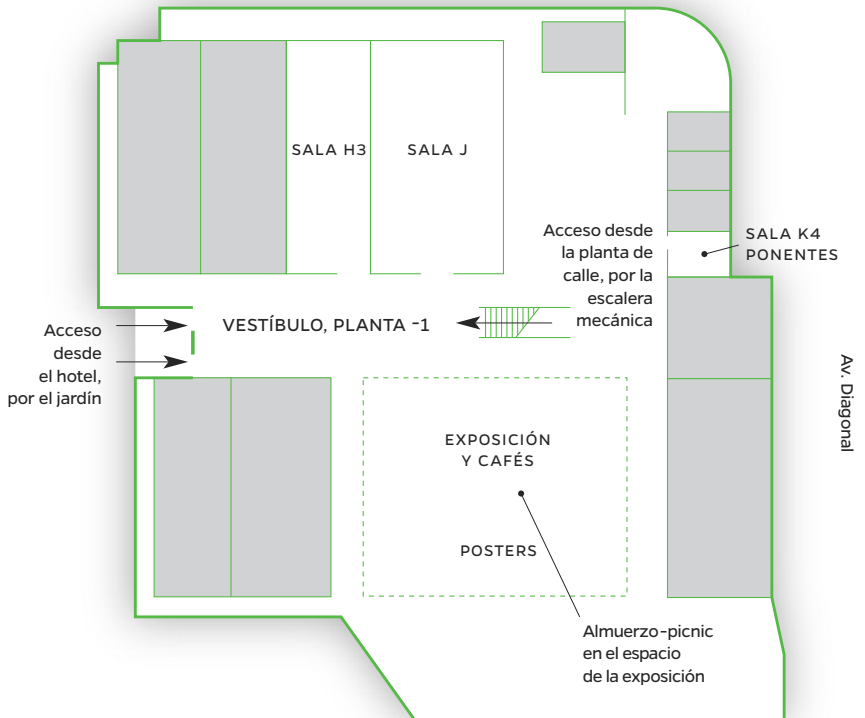 SALA H3
SALA J
Acceso desde
la planta de
calle, por la
escalera
mecánica
SALA K4
PONENTES
Acceso
desde
el hotel,
por el jardín
VESTÍBULO, PLANTA -1
Av. Diagonal
EXPOSICIÓN
Y CAFÉS
POSTERS
Almuerzo-picnic
en el espacio
de la exposición